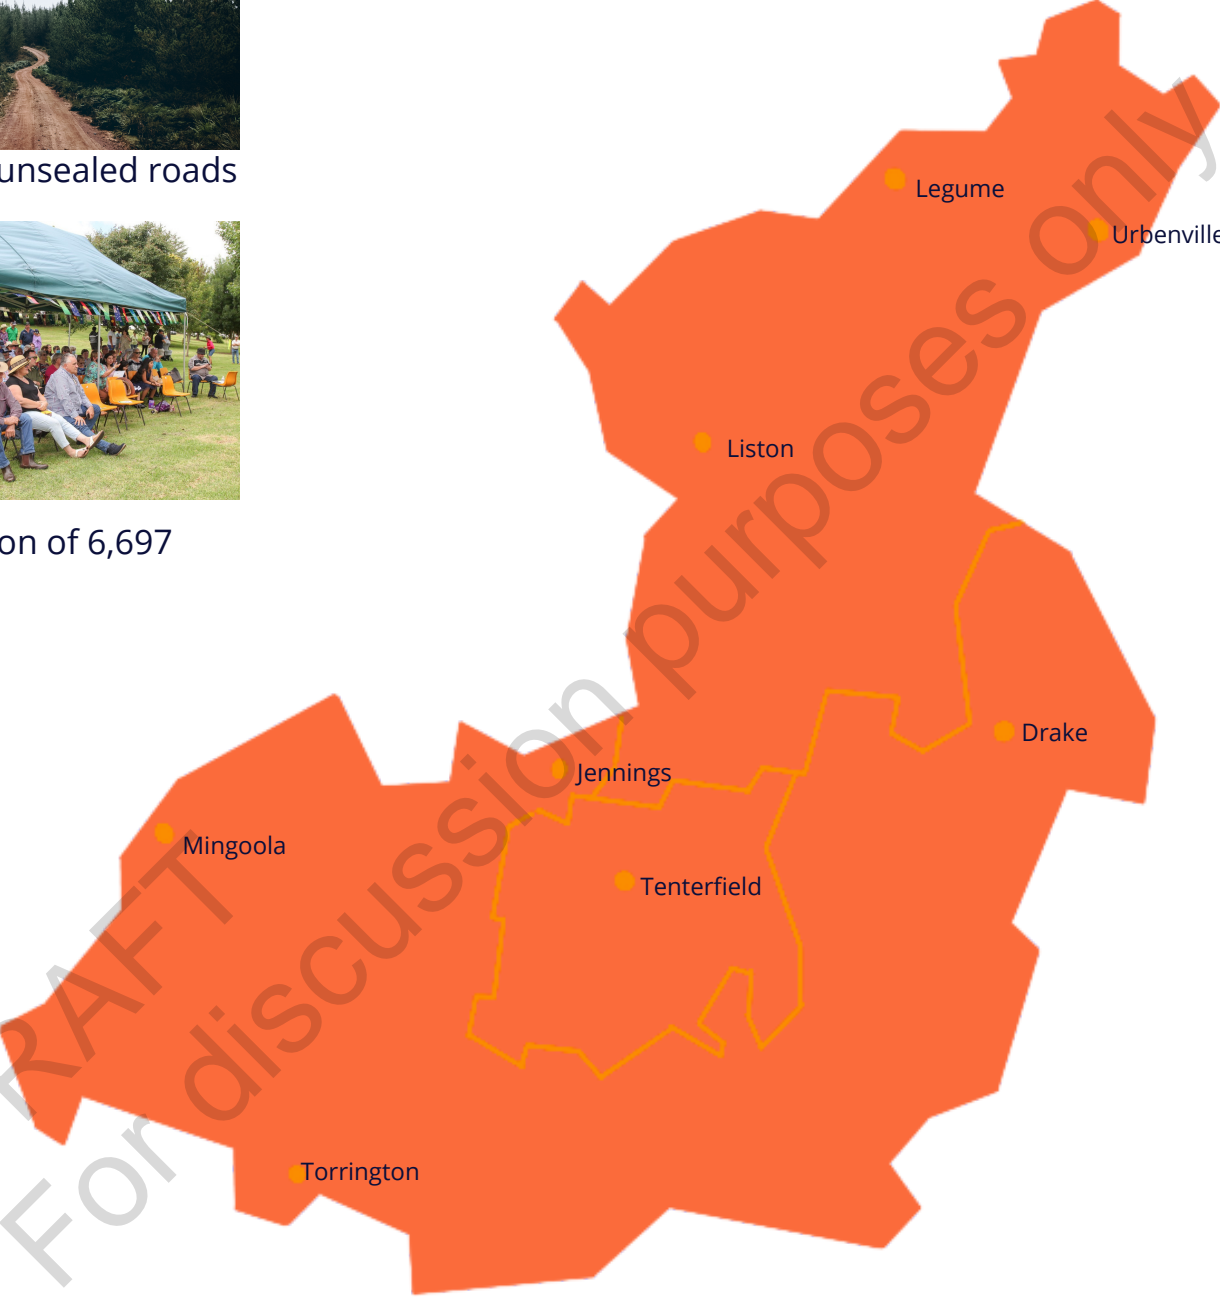 unsealed roads
on of 6,697
Legume
Urbenville
Liston
Drake
Jennings
Mingoola
Tenterfield
Torrington
RAFT
For discussion purposes only